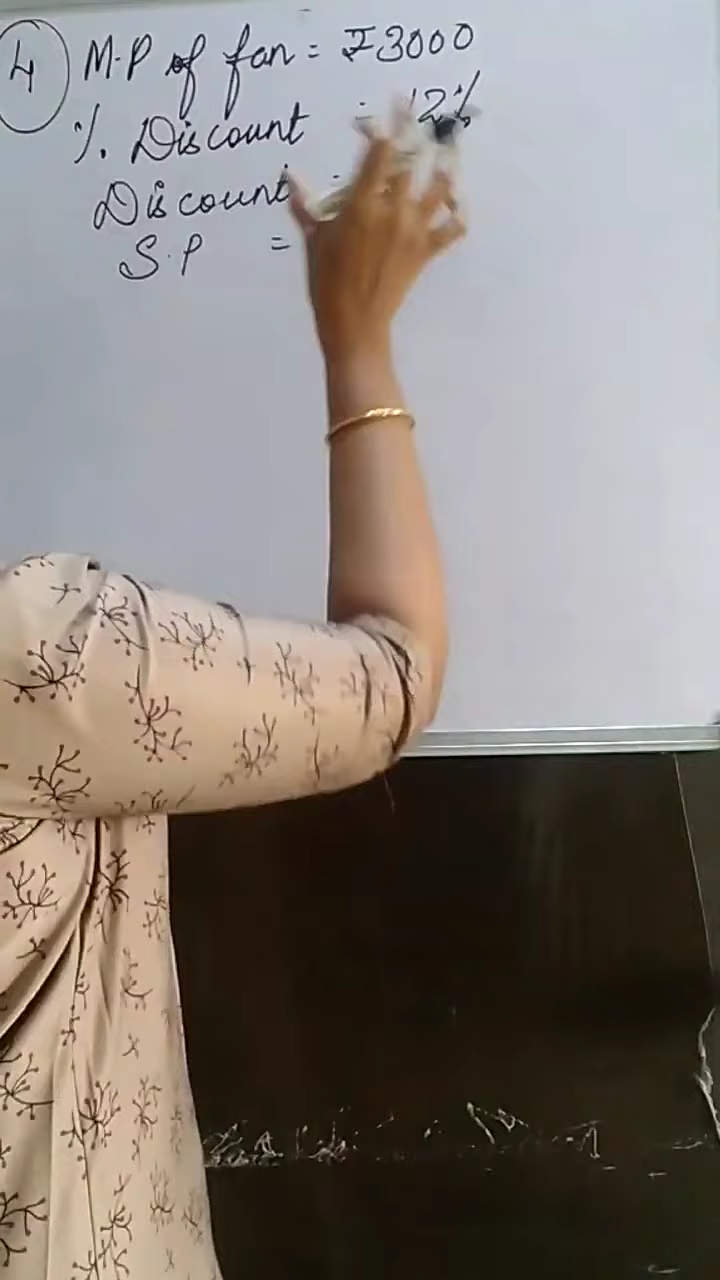 4 M.P of fan = ₹3000
%. Discount = 12%
Discount =
S.P =